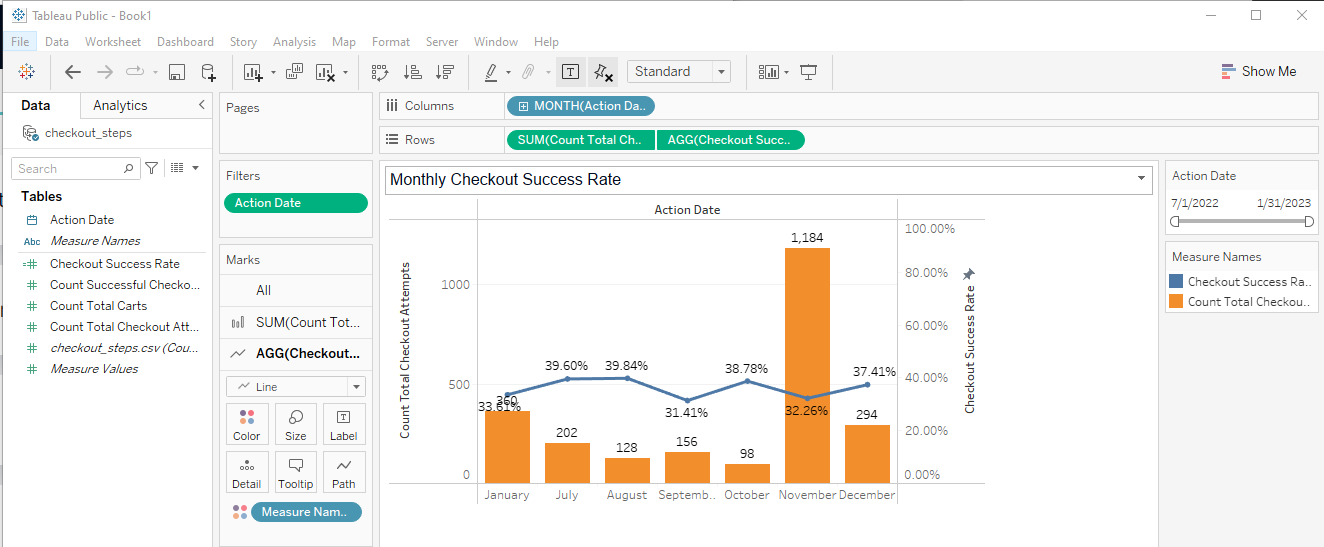 Tableau Public - Book1
File Data Worksheet Dashboard Story Analysis Map Format Server Window Help
Standard
Show Me
Data Analytics
checkout_steps
Search
Tables
Action Date
Abc Measure Names
Checkout Success Rate
Count Successful Checko...
Count Total Carts
Count Total Checkout Att...
checkout_steps.csv (Cou...
Measure Values
Pages
Filters
Action Date
Marks
All
SUM(Count Tot...
AGG(Checkout...
Line
Color Size Label
Detail Tooltip Path
Measure Nam..
Columns MONTH(Action Da..
Rows SUM(Count Total Ch.. AGG(Checkout Succ..
Monthly Checkout Success Rate
Action Date
Count Total Checkout Attempts
1000
500
0
360
33.61%
202
39.60%
128
39.84%
156
31.41%
98
38.78%
1,184
32.26%
294
37.41%
January July August Septemb.. October November December
100.00%
80.00%
60.00%
40.00%
20.00%
0.00%
Checkout Success Rate
Action Date
7/1/2022 1/31/2023
Measure Names
Checkout Success Ra..
Count Total Checkou..